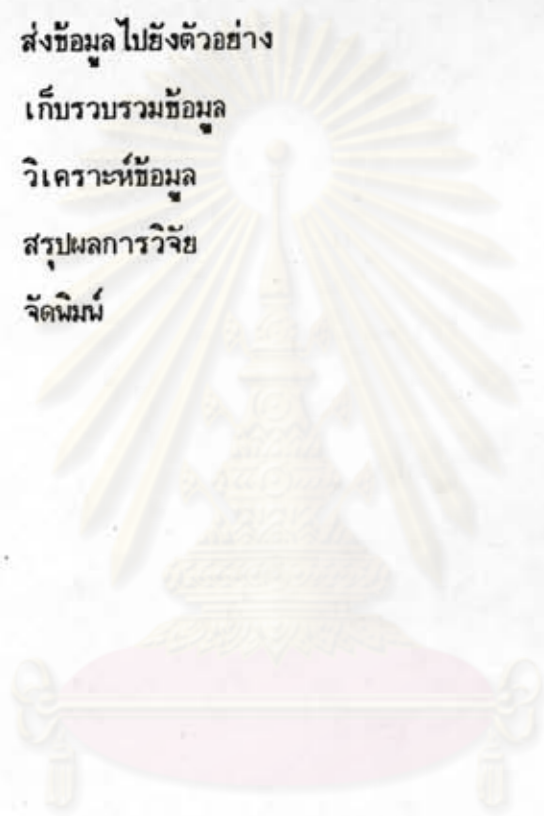 ส่งข้อมูลไปยังตัวอย่าง
เก็บรวบรวมข้อมูล
วิเคราะห์ข้อมูล
สรุปผลการวิจัย
จัดพิมพ์